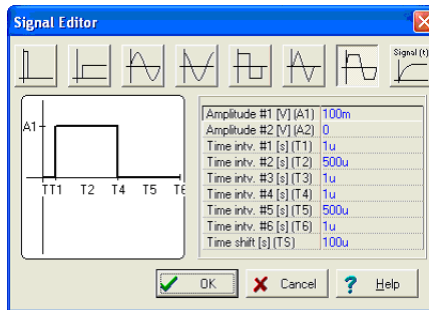 Signal Editor
Signal (t)
A1
TT1 T2 T4 T5 T6
Amplitude #1 [V] (A1) 100m
Amplitude #2 [V] (A2) 0
Time intv. #1 [s] (T1) 1u
Time intv. #2 [s] (T2) 500u
Time intv. #3 [s] (T3) 1u
Time intv. #4 [s] (T4) 1u
Time intv. #5 [s] (T5) 500u
Time intv. #6 [s] (T6) 1u
Time shift [s] (TS) 100u
OK Cancel ? Help